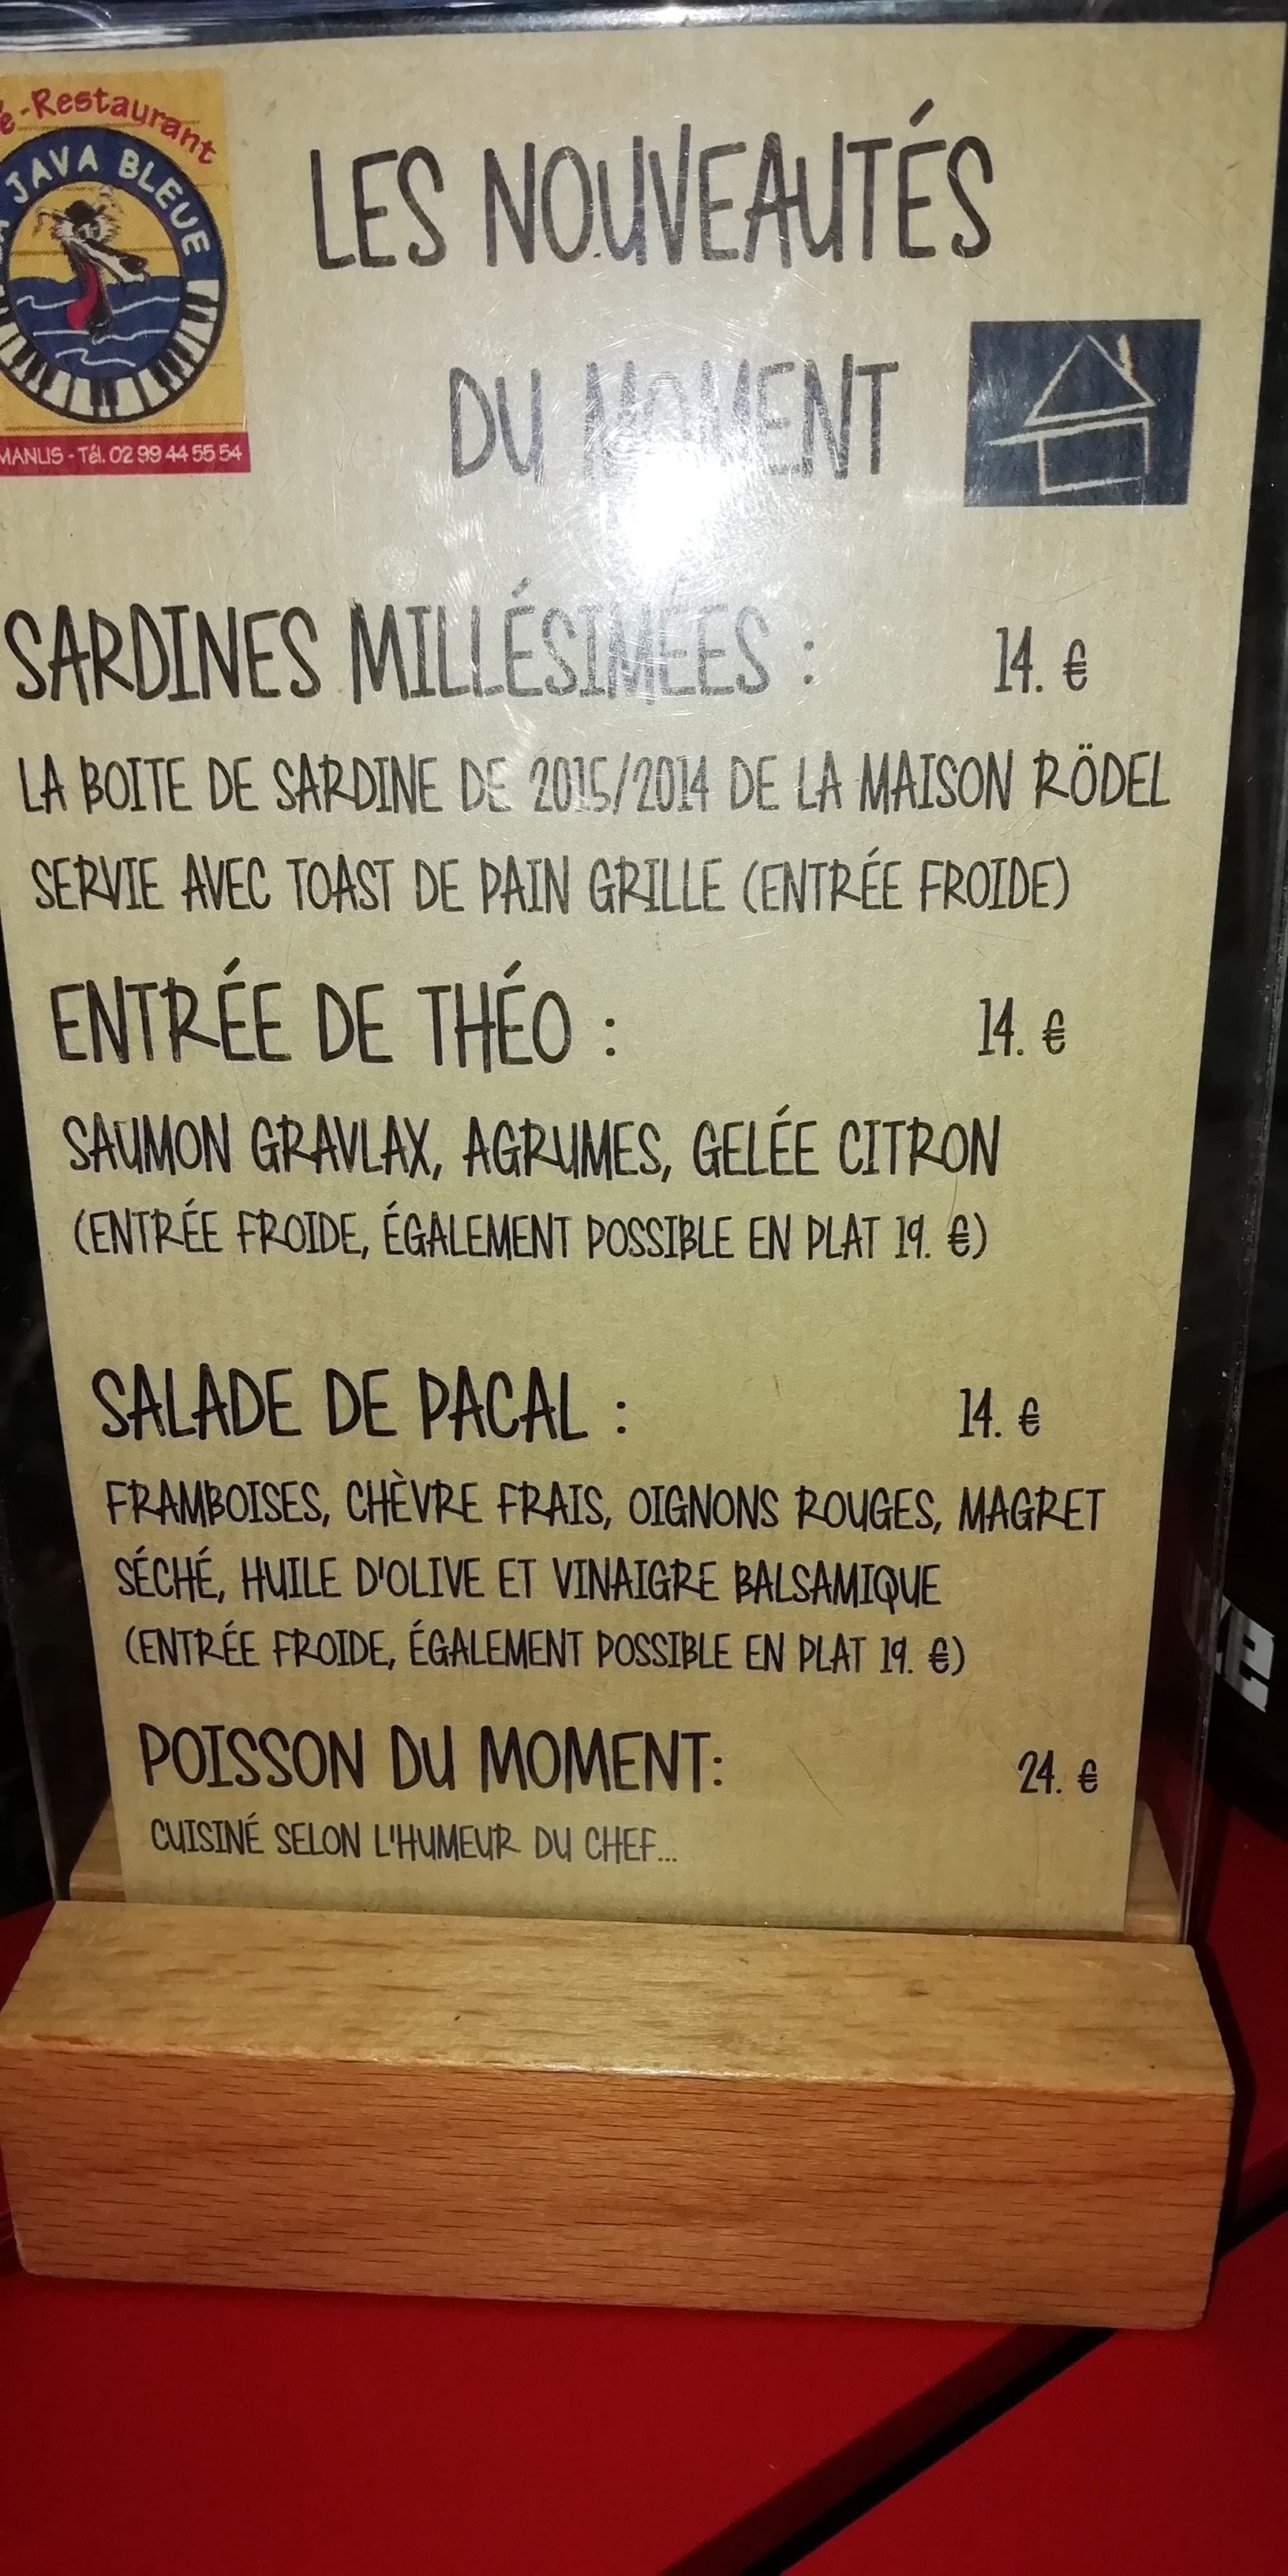 -Restaurant
JAVA BLEUE
- Tél. 02 99 44 55 54
LES NOUVEAUTÉS
DU MOMENT
SARDINES MILLÉSIMÉES : 14. €
LA BOITE DE SARDINE DE 2015/2014 DE LA MAISON RÖDEL
SERVIE AVEC TOAST DE PAIN GRILLE (ENTRÉE FROIDE)
ENTRÉE DE THÉO : 14. €
SAUMON GRAVLAX, AGRUMES, GELÉE CITRON
(ENTRÉE FROIDE, ÉGALEMENT POSSIBLE EN PLAT 19. €)
SALADE DE PACAL : 14. €
FRAMBOISES, CHÈVRE FRAIS, OIGNONS ROUGES, MAGRET
SÉCHÉ, HUILE D'OLIVE ET VINAIGRE BALSAMIQUE
(ENTRÉE FROIDE, ÉGALEMENT POSSIBLE EN PLAT 19. €)
POISSON DU MOMENT: 24. €
CUISINÉ SELON L'HUMEUR DU CHEF...